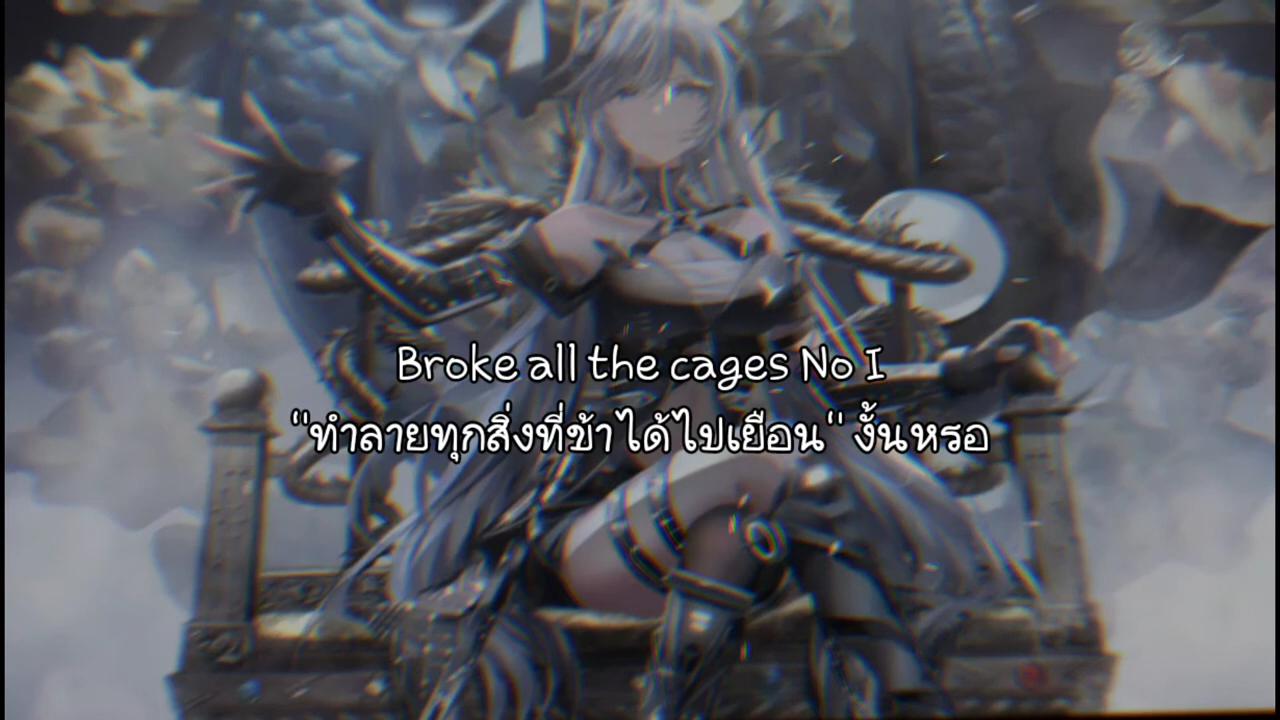 Broke all the cages No I
"ทำลายทุกสิ่งที่ข้าได้ไปเยือน" งั้นหรอ